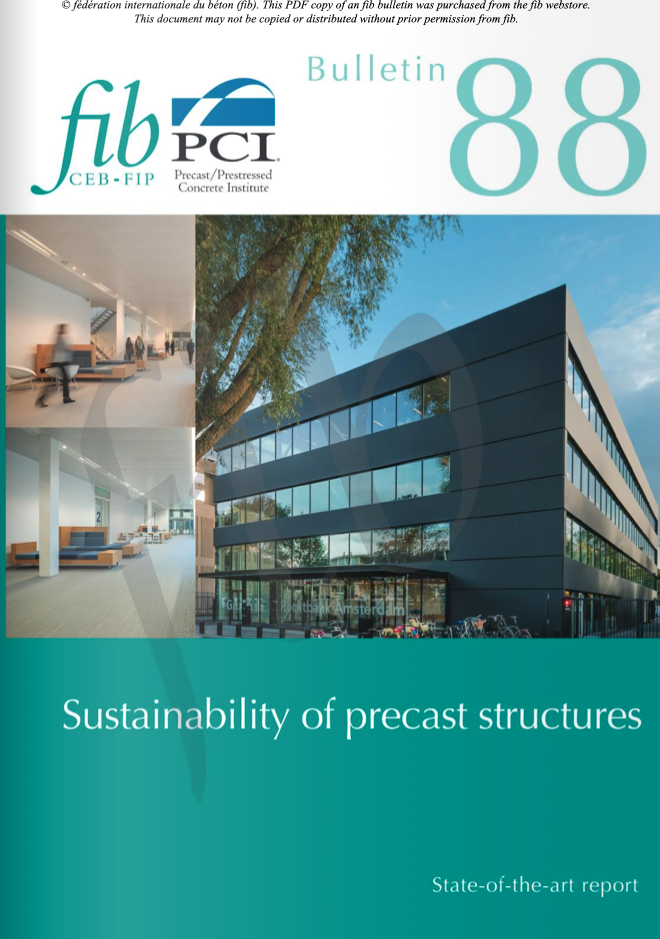 © fédération internationale du béton (fib). This PDF copy of an fib bulletin was purchased from the fib webstore.
This document may not be copied or distributed without prior permission from fib.
Bulletin 88
fib
CEB-FIP
PCI
Precast/Prestressed
Concrete Institute
2
Rechtbank Amsterdam
Sustainability of precast structures
State-of-the-art report